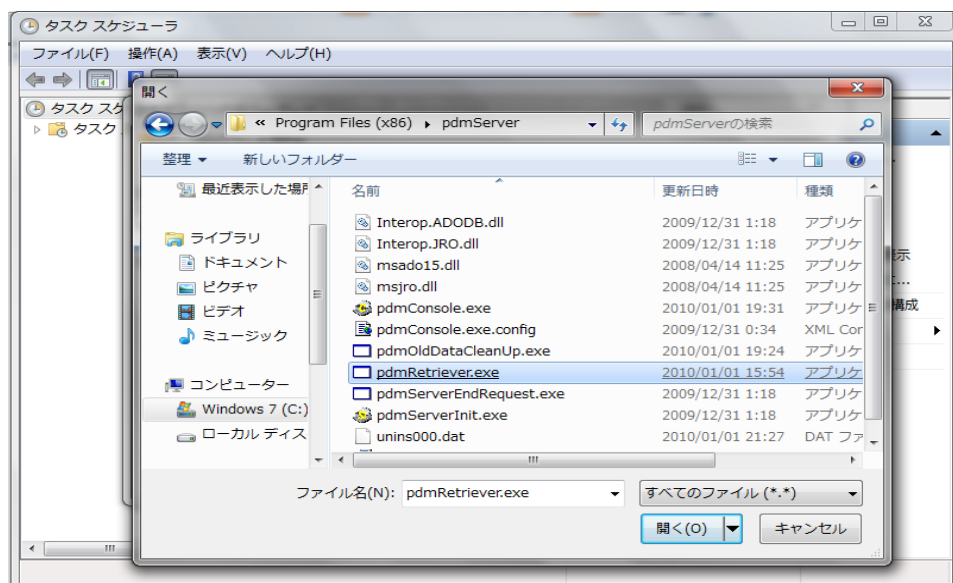 タスク スケジューラ
ファイル(F) 操作(A) 表示(V) ヘルプ(H)
タスク スケ
タスク
開く
« Program Files (x86) pdmServer pdmServerの検索
整理 新しいフォルダー
最近表示した場所
ライブラリ
ドキュメント
ピクチャ
ビデオ
ミュージック
コンピューター
Windows 7 (C:)
ローカル ディス
名前 更新日時 種類
Interop.ADODB.dll 2009/12/31 1:18 アプリケ
Interop.JRO.dll 2009/12/31 1:18 アプリケ
msado15.dll 2008/04/14 11:25 アプリケ
msjro.dll 2008/04/14 11:25 アプリケ
pdmConsole.exe 2010/01/01 19:31 アプリケ
pdmConsole.exe.config 2009/12/31 0:34 XML Cor
pdmOldDataCleanUp.exe 2010/01/01 19:24 アプリケ
pdmRetriever.exe 2010/01/01 15:54 アプリケ
pdmServerEndRequest.exe 2009/12/31 1:18 アプリケ
pdmServerInit.exe 2009/12/31 1:18 アプリケ
unins000.dat 2010/01/01 21:27 DAT ファ
ファイル名(N): pdmRetriever.exe すべてのファイル (*.*)
開く(O) キャンセル
示
...
構成